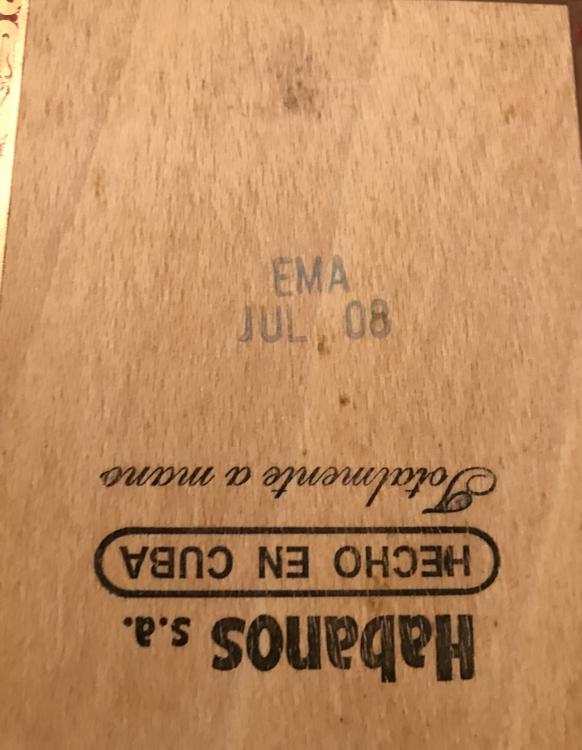 EMA
JUL 08
Habanos s.a.
HECHO EN CUBA
Totalmente a mano